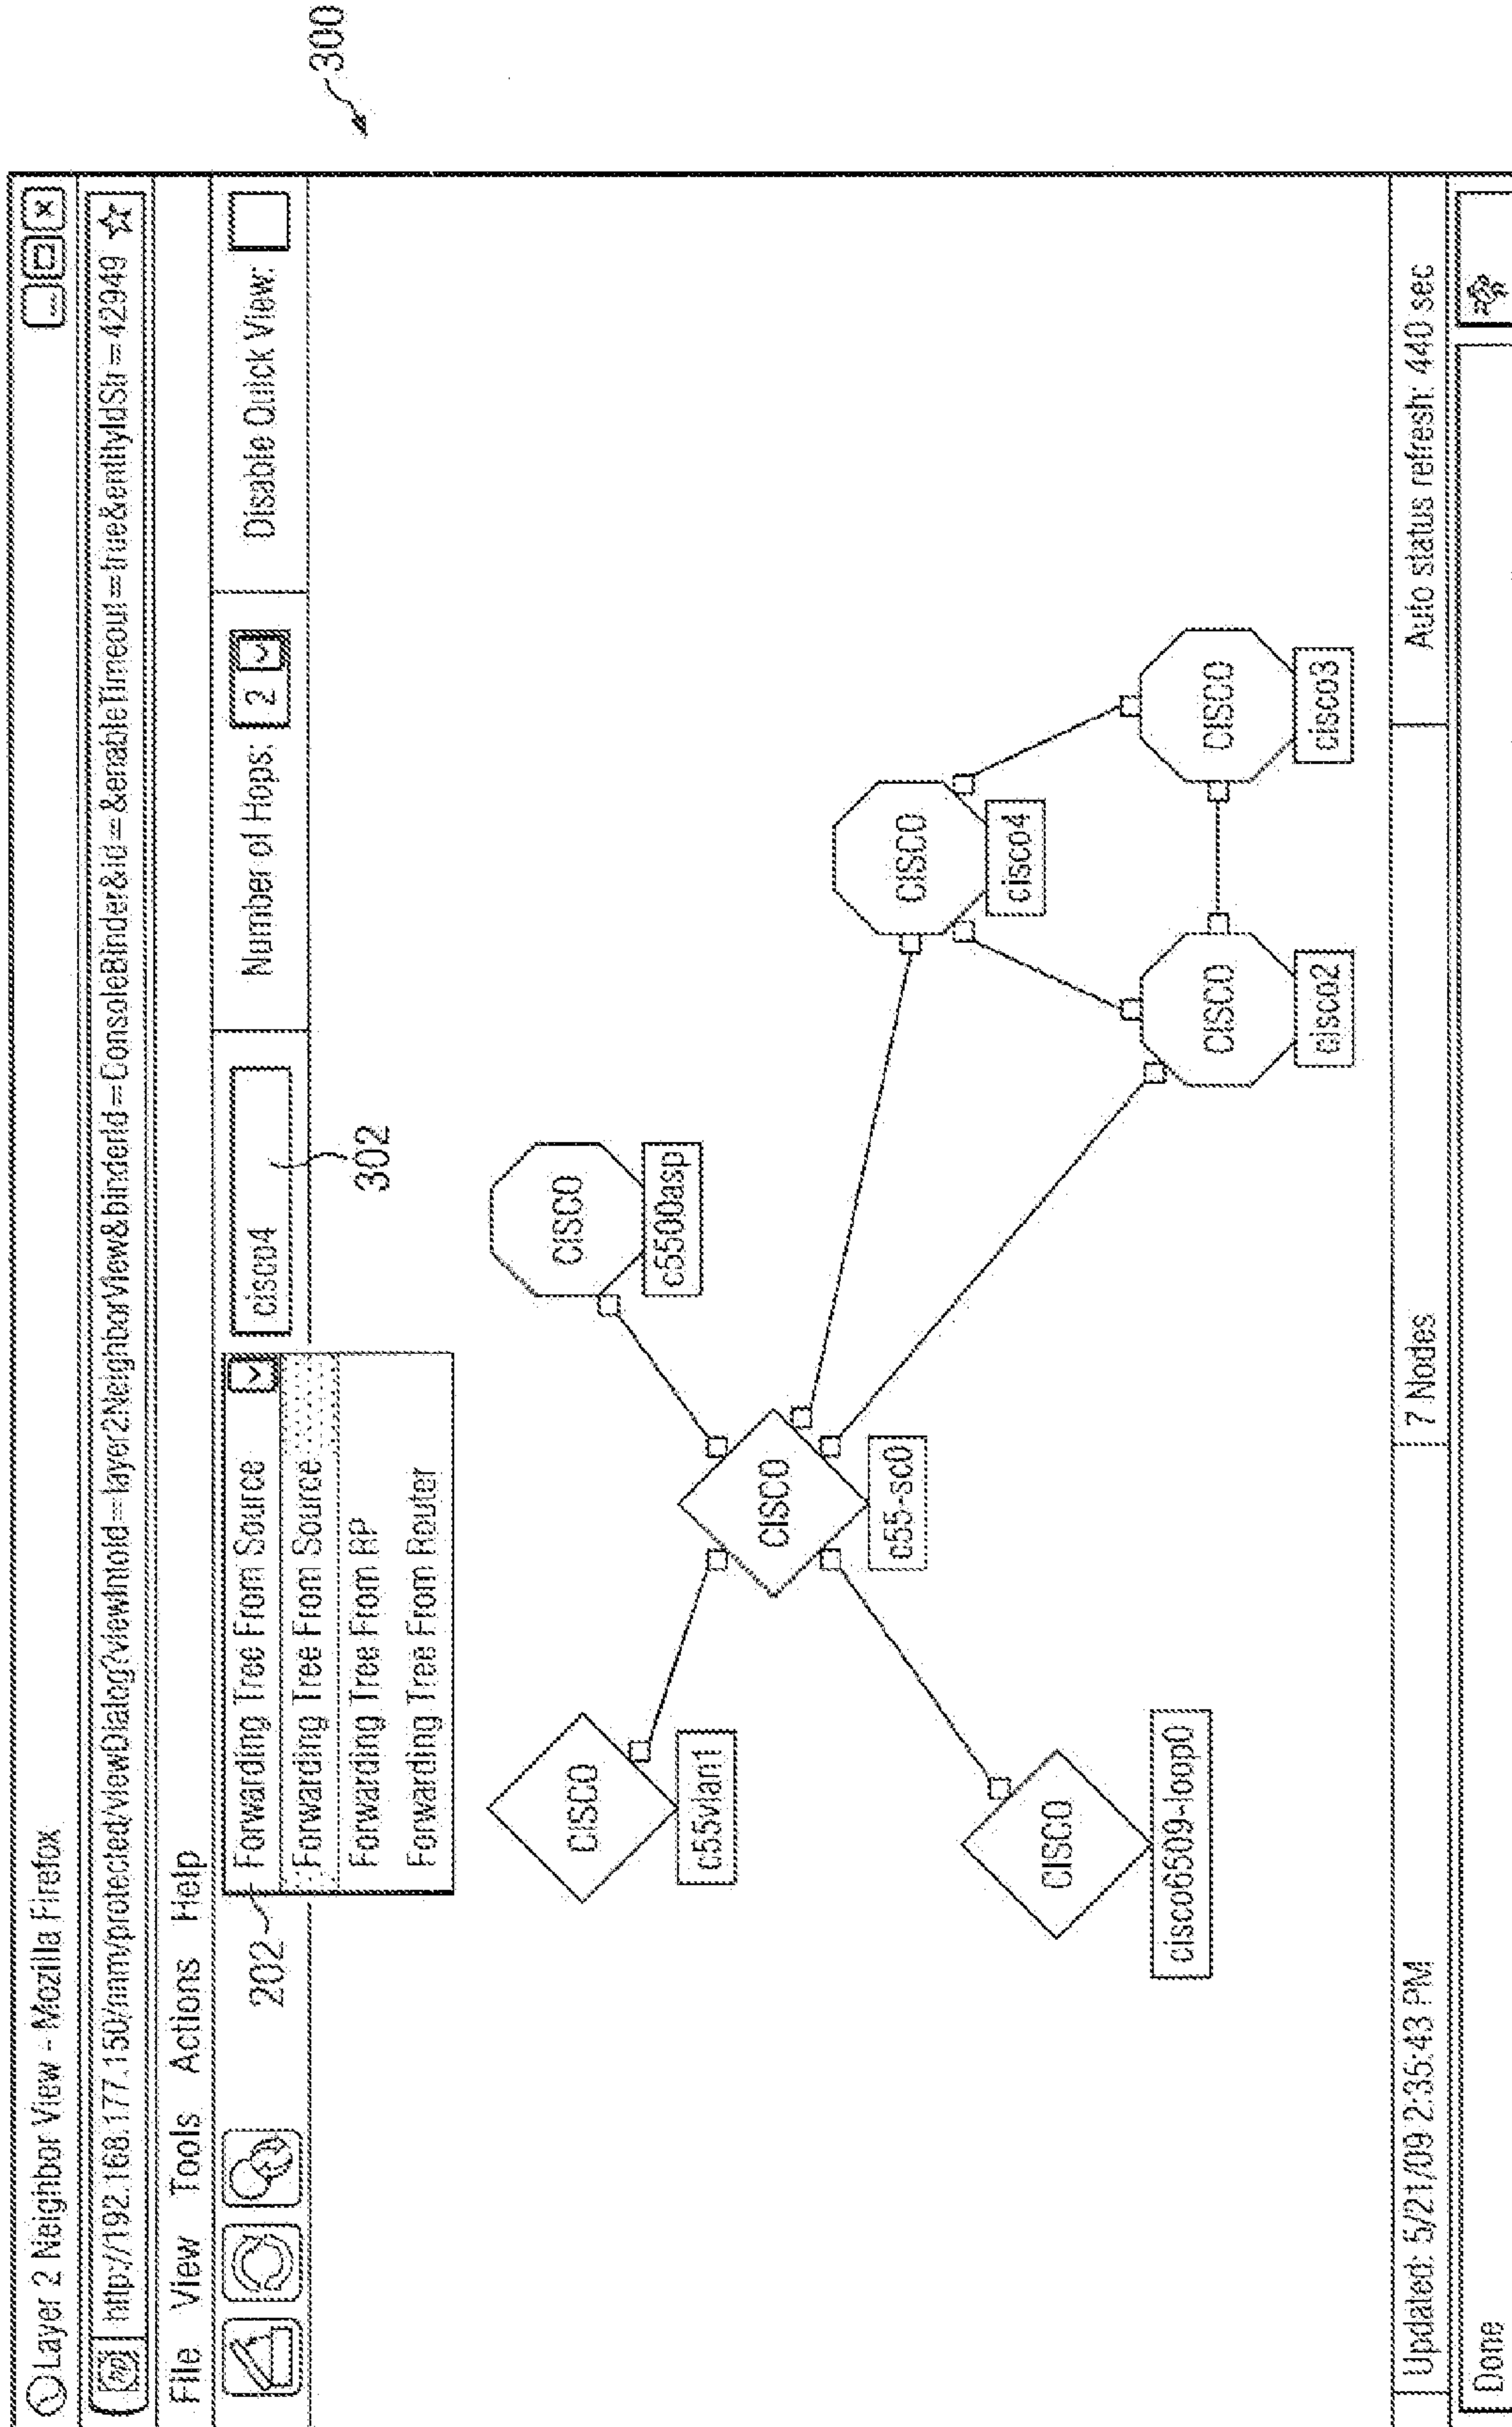 Layer 2 Neighbor View - Mozilla Firefox
http://192.168.177.150/nnm/protected/viewDialog?viewInfoId=layer2NeighborView&binderId=ConsoleBinder&id=&enableTimeout=true&entityIdStr=42949
File View Tools Actions Help
202
Forwarding Tree From Source
cisco4
Number of Hops: 2
Disable Quick View:
Forwarding Tree From Source
Forwarding Tree From RP
Forwarding Tree From Router
302
300
CISCO
c55vlan1
CISCO
c5500asp
CISCO
c55-sc0
CISCO
cisco4
CISCO
cisco6509-loop0
CISCO
cisco2
CISCO
cisco3
Updated: 5/21/09 2:35:43 PM
7 Nodes
Auto status refresh: 440 sec
Done